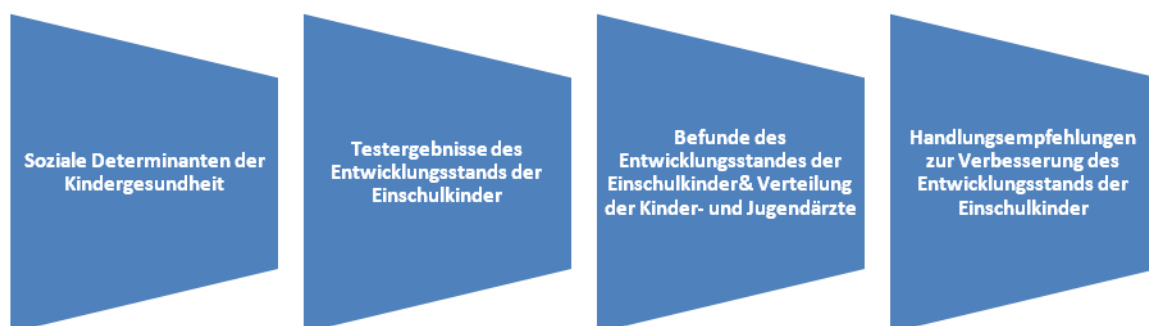 Soziale Determinanten der
Kindergesundheit
Testergebnisse des
Entwicklungsstands der
Einschulkinder
Befunde des
Entwicklungsstandes der
Einschulkinder& Verteilung
der Kinder- und Jugendärzte
Handlungsempfehlungen
zur Verbesserung des
Entwicklungsstands der
Einschulkinder